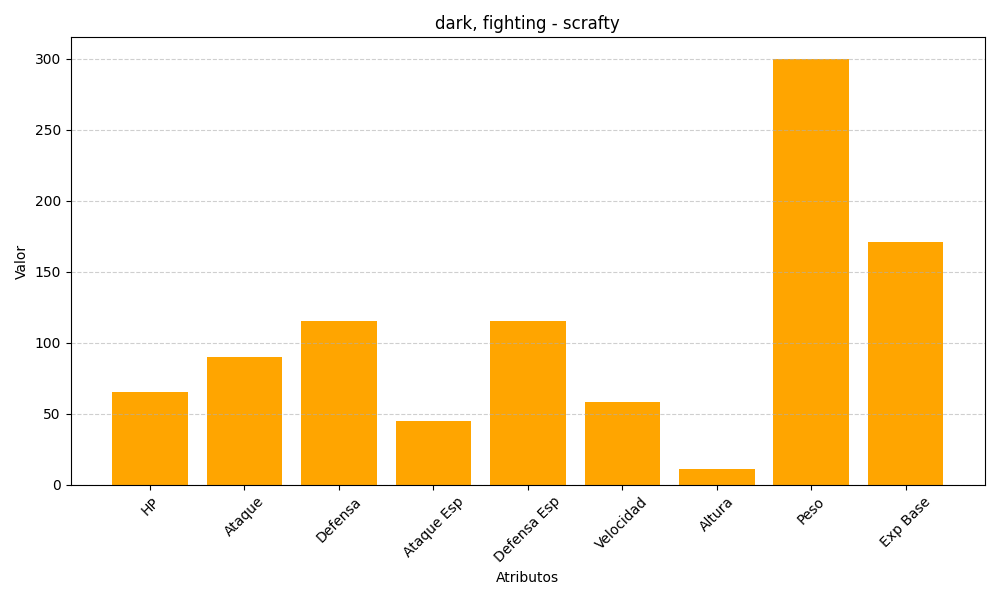 dark, fighting - scrafty
Valor
300
250
200
150
100
50
0
HP
Ataque
Defensa
Ataque Esp
Defensa Esp
Velocidad
Altura
Peso
Exp Base
Atributos